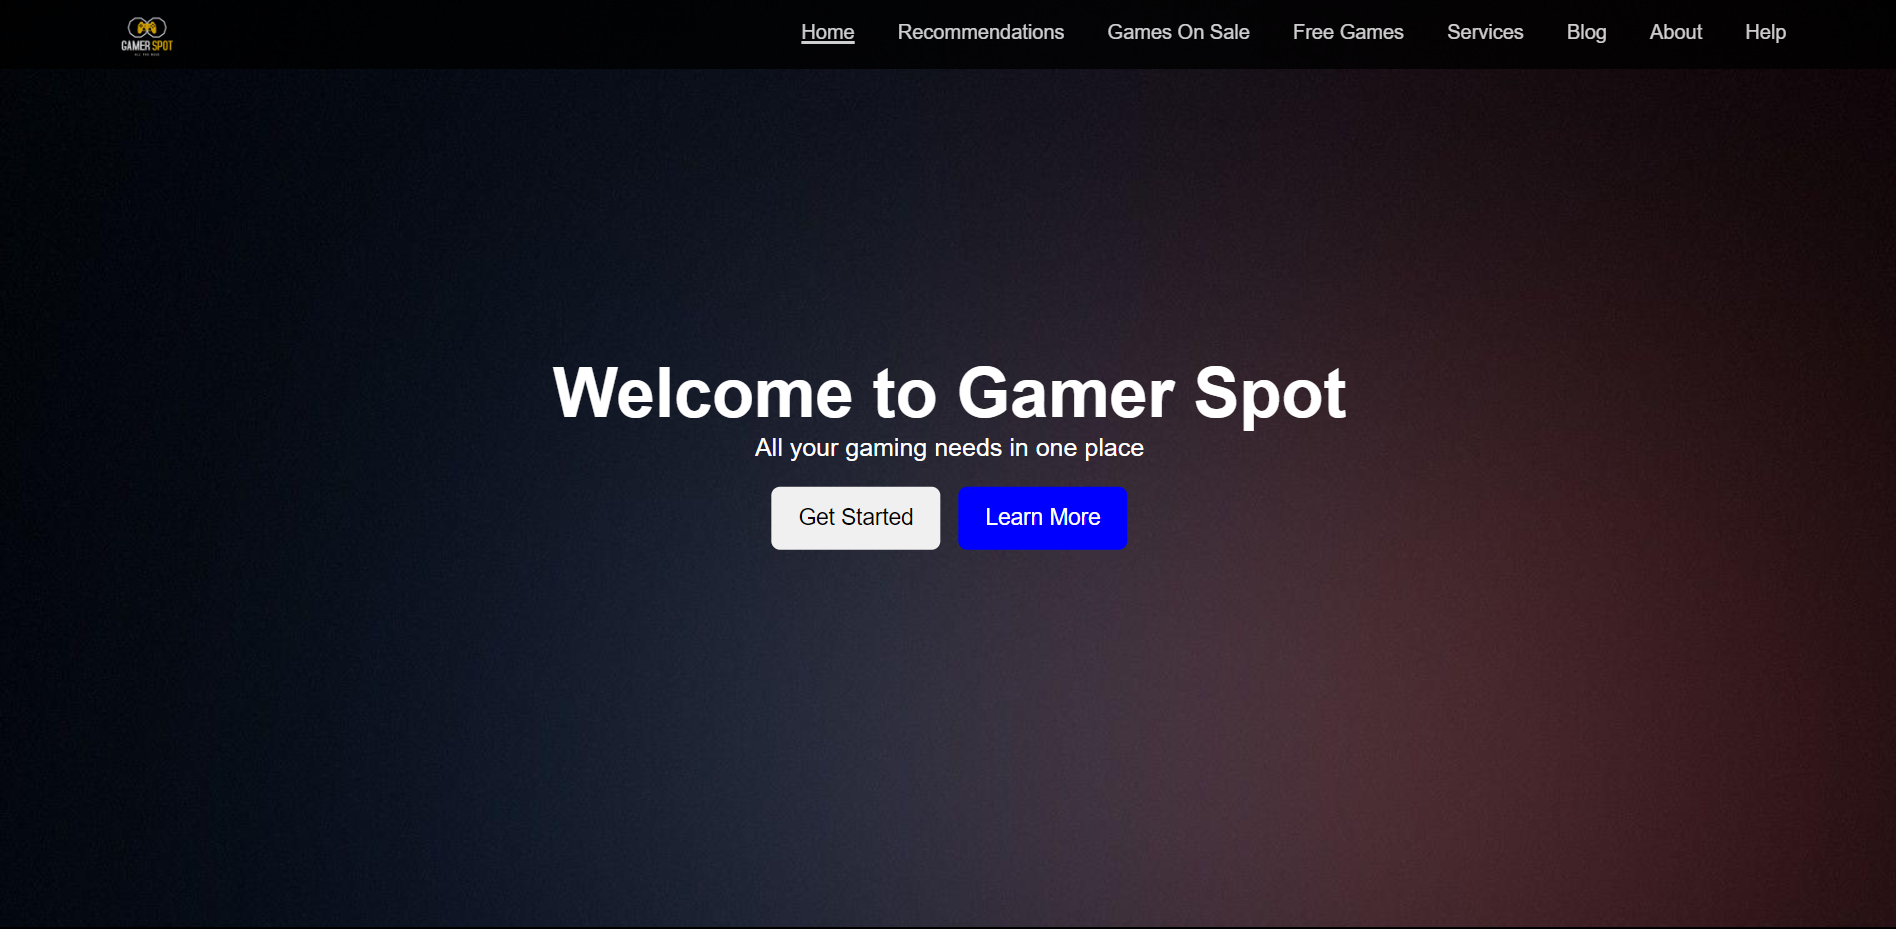 GAMER SPOT
Home Recommendations Games On Sale Free Games Services Blog About Help
Welcome to Gamer Spot
All your gaming needs in one place
Get Started Learn More